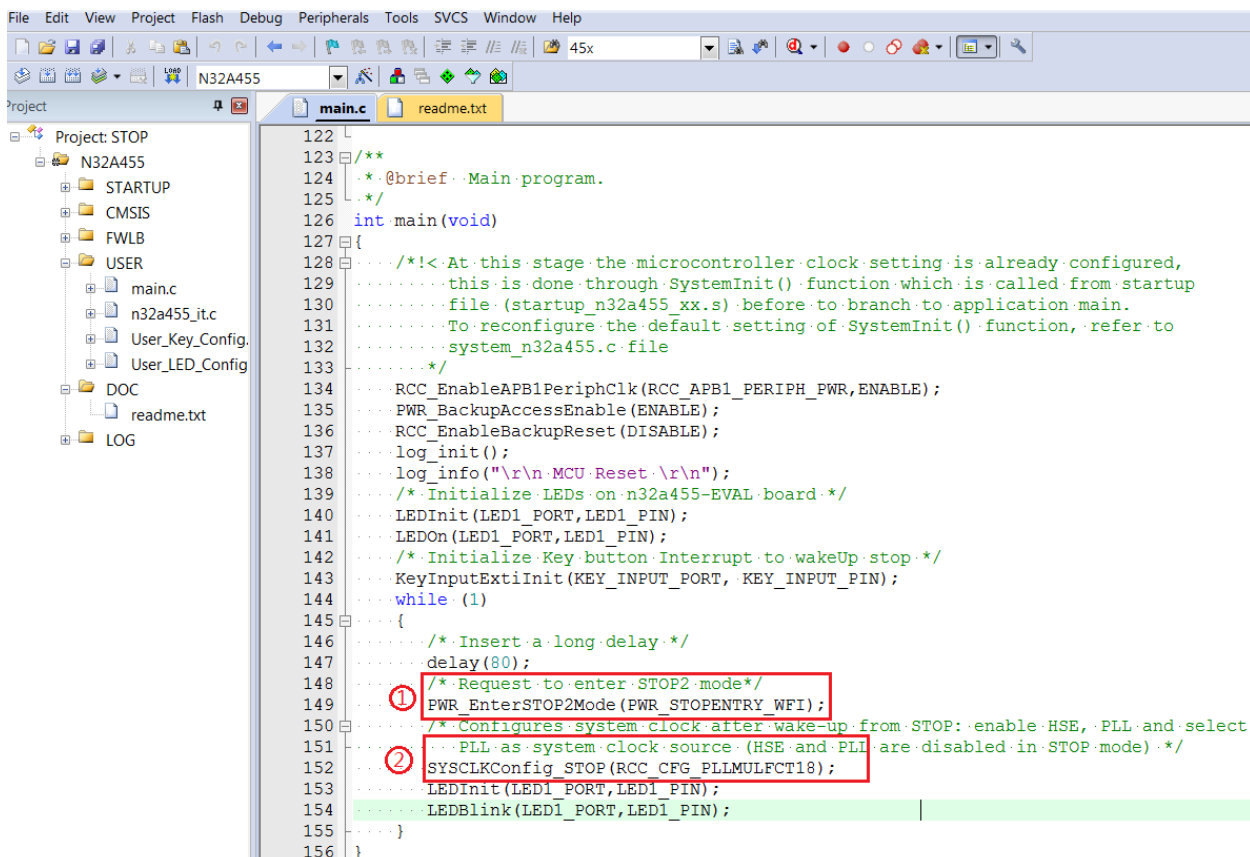 File Edit View Project Flash Debug Peripherals Tools SVCS Window Help
45x
LOAD N32A455
Project
main.c readme.txt
Project: STOP
N32A455
STARTUP
CMSIS
FWLB
USER
main.c
n32a455_it.c
User_Key_Config.
User_LED_Config
DOC
readme.txt
LOG
122
123 /**
124 * @brief Main program.
125 */
126 int main(void)
127 {
128 /*!< At this stage the microcontroller clock setting is already configured,
129 this is done through SystemInit() function which is called from startup
130 file (startup_n32a455_xx.s) before to branch to application main.
131 To reconfigure the default setting of SystemInit() function, refer to
132 system_n32a455.c file
133 */
134 RCC_EnableAPB1PeriphClk(RCC_APB1_PERIPH_PWR,ENABLE);
135 PWR_BackupAccessEnable(ENABLE);
136 RCC_EnableBackupReset(DISABLE);
137 log_init();
138 log_info("\r\n MCU Reset \r\n");
139 /* Initialize LEDs on n32a455-EVAL board */
140 LEDInit(LED1_PORT,LED1_PIN);
141 LEDOn(LED1_PORT,LED1_PIN);
142 /* Initialize Key button Interrupt to wakeUp stop */
143 KeyInputExtiInit(KEY_INPUT_PORT, KEY_INPUT_PIN);
144 while (1)
145 {
146 /* Insert a long delay */
147 delay(80);
148 /* Request to enter STOP2 mode*/
149 ① PWR_EnterSTOP2Mode(PWR_STOPENTRY_WFI);
150 /* Configures system clock after wake-up from STOP: enable HSE, PLL and select
151 PLL as system clock source (HSE and PLL are disabled in STOP mode) */
152 ② SYSCLKConfig_STOP(RCC_CFG_PLLMULFCT18);
153 LEDInit(LED1_PORT,LED1_PIN);
154 LEDBlink(LED1_PORT,LED1_PIN);
155 }
156 }